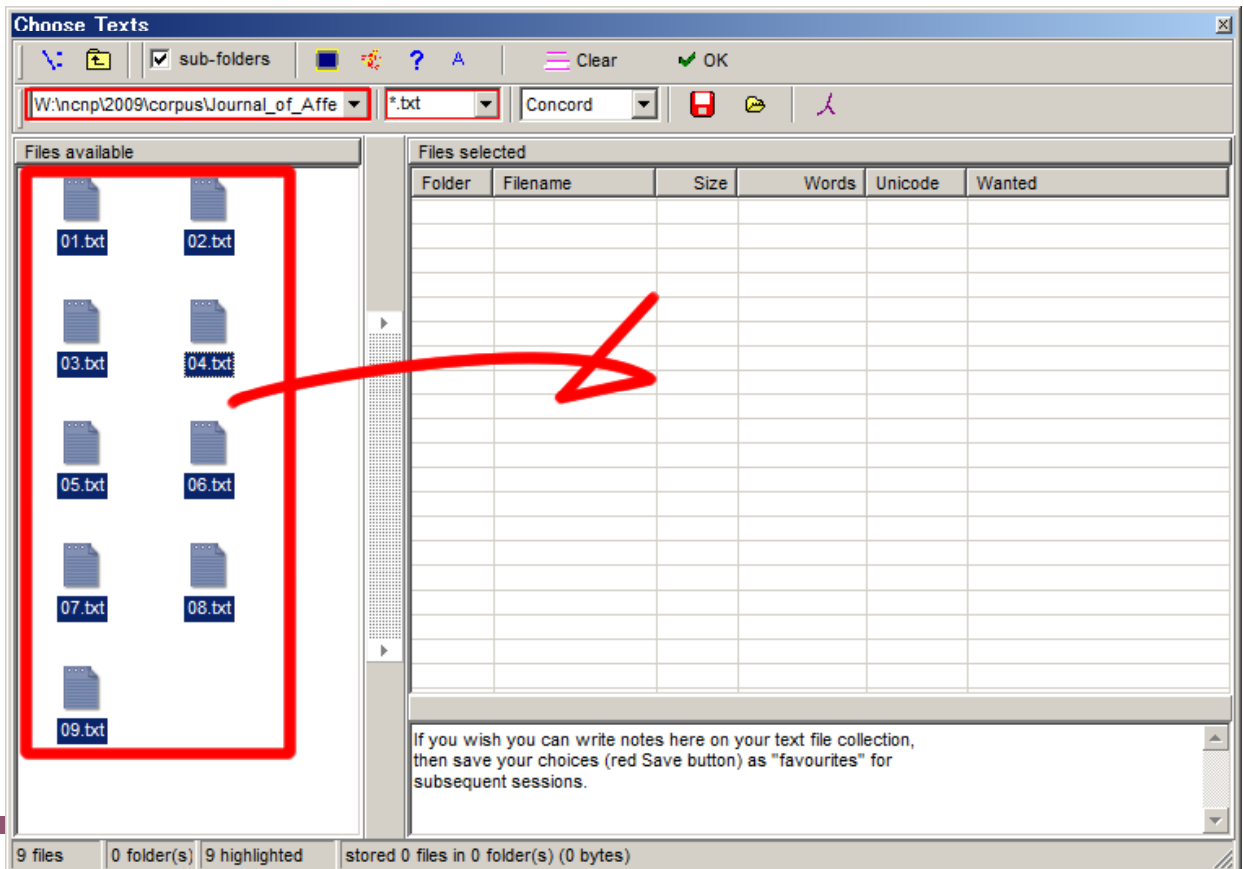 Choose Texts
sub-folders ? A Clear OK
W:\ncnp\2009\corpus\Journal_of_Affe *.txt Concord
Files available
01.txt 02.txt
03.txt 04.txt
05.txt 06.txt
07.txt 08.txt
09.txt
Files selected
Folder Filename Size Words Unicode Wanted
If you wish you can write notes here on your text file collection,
then save your choices (red Save button) as "favourites" for
subsequent sessions.
9 files 0 folder(s) 9 highlighted stored 0 files in 0 folder(s) (0 bytes)